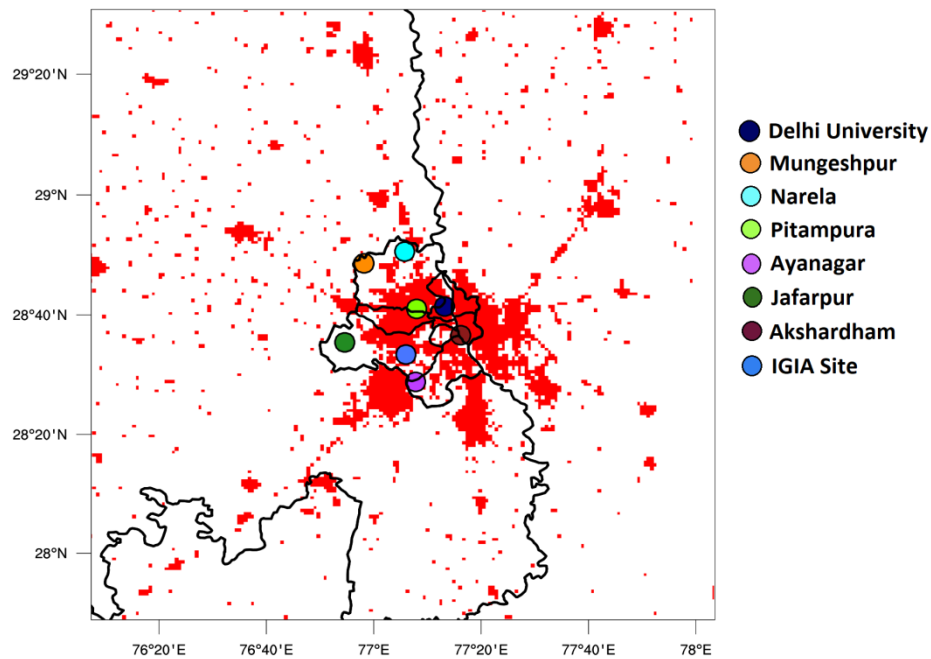 29°20'N
29°N
28°40'N
28°20'N
28°N
76°20'E
76°40'E
77°E
77°20'E
77°40'E
78°E
Delhi University
Mungeshpur
Narela
Pitampura
Ayanagar
Jafarpur
Akshardham
IGIA Site